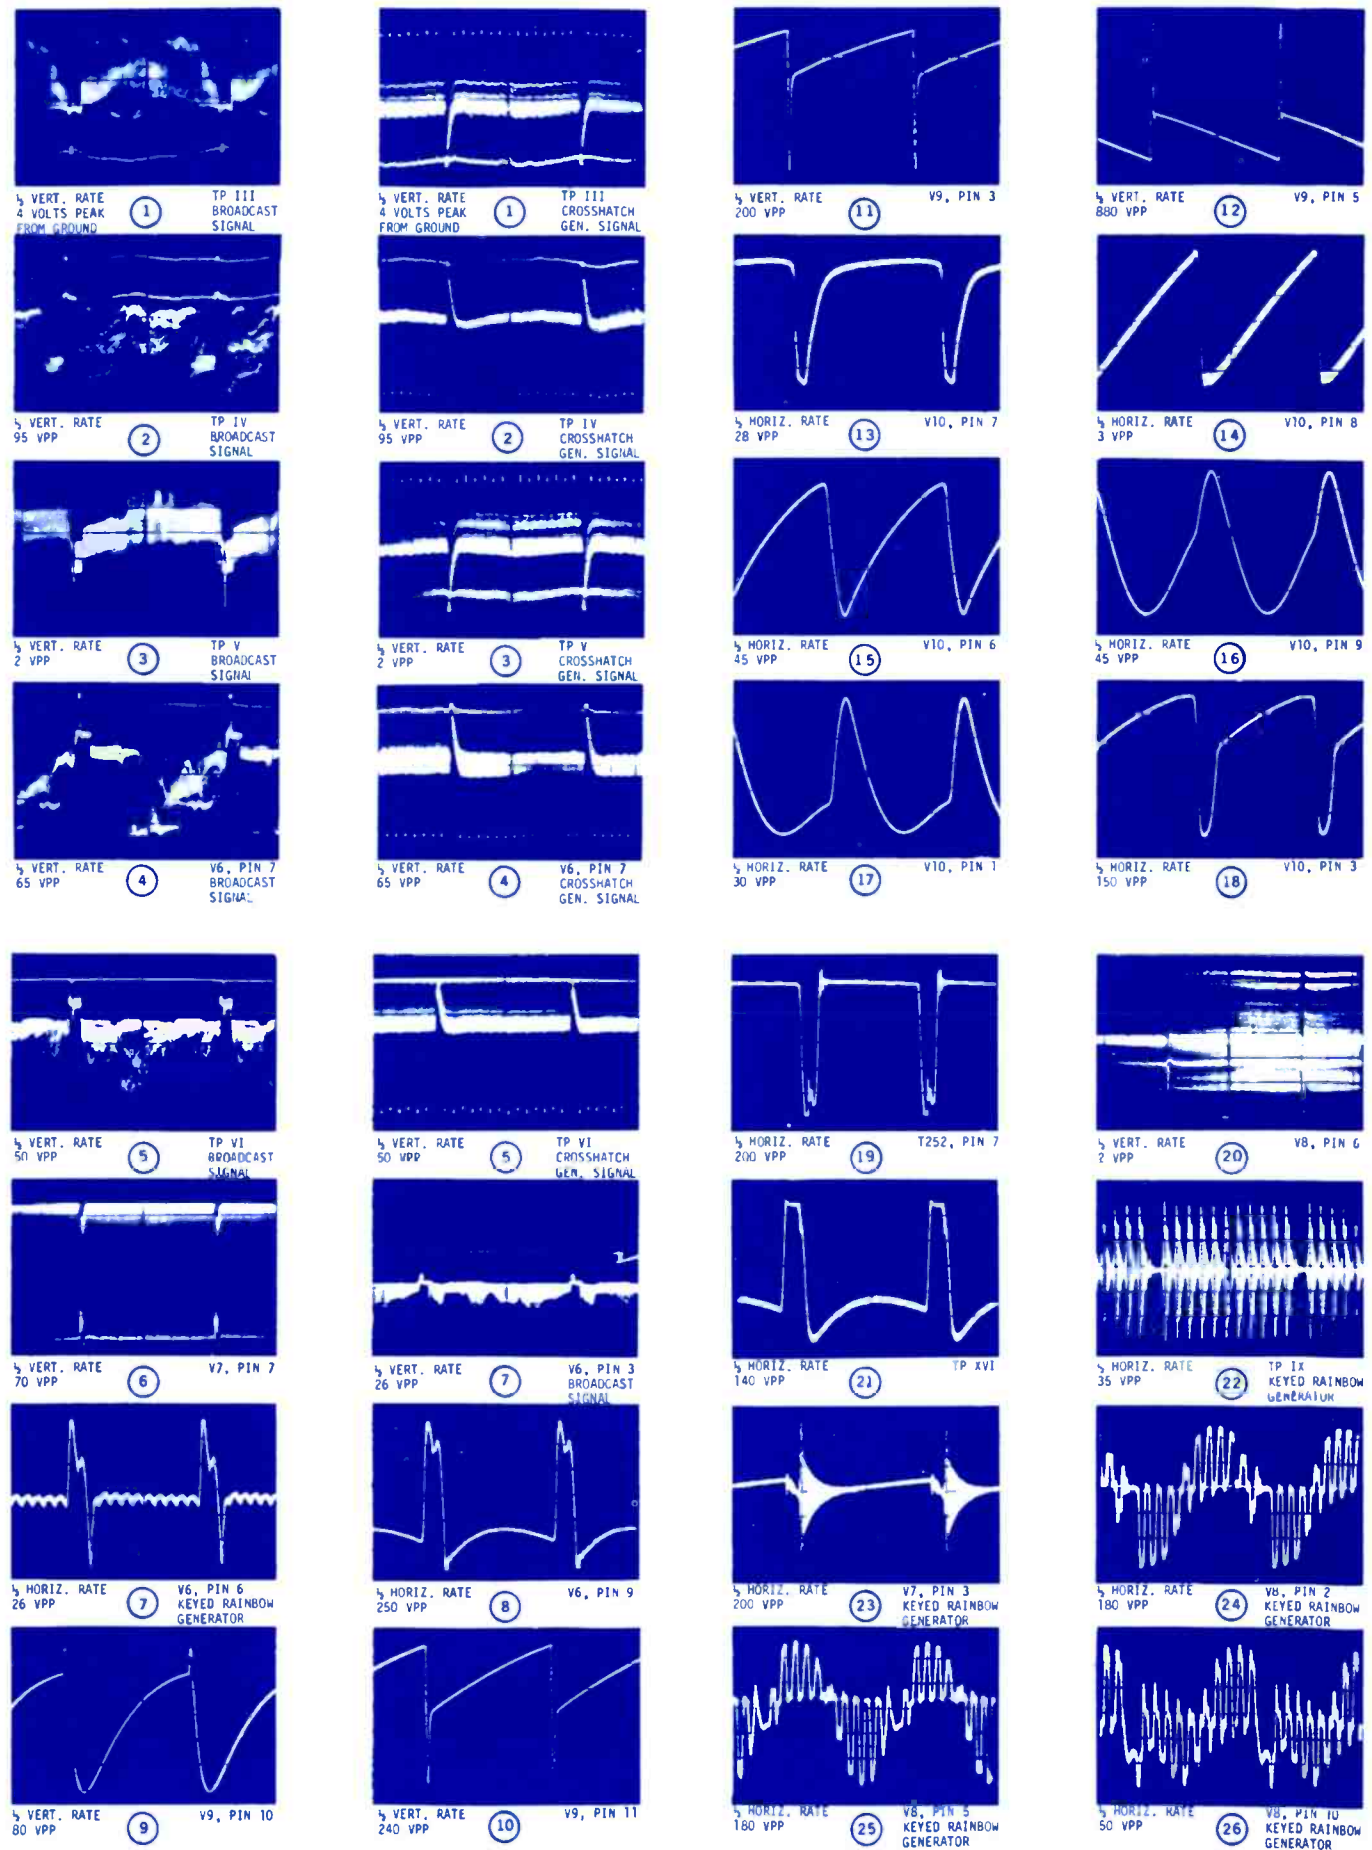 ½ VERT. RATE
4 VOLTS PEAK
FROM GROUND
1
TP III
BROADCAST
SIGNAL
½ VERT. RATE
4 VOLTS PEAK
FROM GROUND
1
TP III
CROSSHATCH
GEN. SIGNAL
½ VERT. RATE
200 VPP
11
V9, PIN 3
½ VERT. RATE
880 VPP
12
V9, PIN 5
½ VERT. RATE
95 VPP
2
TP IV
BROADCAST
SIGNAL
½ VERT. RATE
95 VPP
2
TP IV
CROSSHATCH
GEN. SIGNAL
½ HORIZ. RATE
28 VPP
13
V10, PIN 7
½ HORIZ. RATE
3 VPP
14
V10, PIN 8
½ VERT. RATE
2 VPP
3
TP V
BROADCAST
SIGNAL
½ VERT. RATE
2 VPP
3
TP V
CROSSHATCH
GEN. SIGNAL
½ HORIZ. RATE
45 VPP
15
V10, PIN 6
½ HORIZ. RATE
45 VPP
16
V10, PIN 9
½ VERT. RATE
65 VPP
4
V6, PIN 7
BROADCAST
SIGNAL
½ VERT. RATE
65 VPP
4
V6, PIN 7
CROSSHATCH
GEN. SIGNAL
½ HORIZ. RATE
30 VPP
17
V10, PIN 1
½ HORIZ. RATE
150 VPP
18
V10, PIN 3
½ VERT. RATE
50 VPP
5
TP VI
BROADCAST
SIGNAL
½ VERT. RATE
50 VPP
5
TP VI
CROSSHATCH
GEN. SIGNAL
½ HORIZ. RATE
200 VPP
19
T252, PIN 7
½ VERT. RATE
2 VPP
20
V8, PIN 6
½ VERT. RATE
70 VPP
6
V7, PIN 7
½ VERT. RATE
26 VPP
7
V6, PIN 3
BROADCAST
SIGNAL
½ HORIZ. RATE
140 VPP
21
TP XVI
½ HORIZ. RATE
35 VPP
22
TP IX
KEYED RAINBOW
GENERATOR
½ HORIZ. RATE
26 VPP
7
V6, PIN 6
KEYED RAINBOW
GENERATOR
½ HORIZ. RATE
250 VPP
8
V6, PIN 9
½ HORIZ. RATE
200 VPP
23
V7, PIN 3
KEYED RAINBOW
GENERATOR
½ HORIZ. RATE
180 VPP
24
V8, PIN 2
KEYED RAINBOW
GENERATOR
½ VERT. RATE
80 VPP
9
V9, PIN 10
½ VERT. RATE
240 VPP
10
V9, PIN 11
½ HORIZ. RATE
180 VPP
25
V8, PIN 5
KEYED RAINBOW
GENERATOR
½ HORIZ. RATE
50 VPP
26
V8, PIN 10
KEYED RAINBOW
GENERATOR